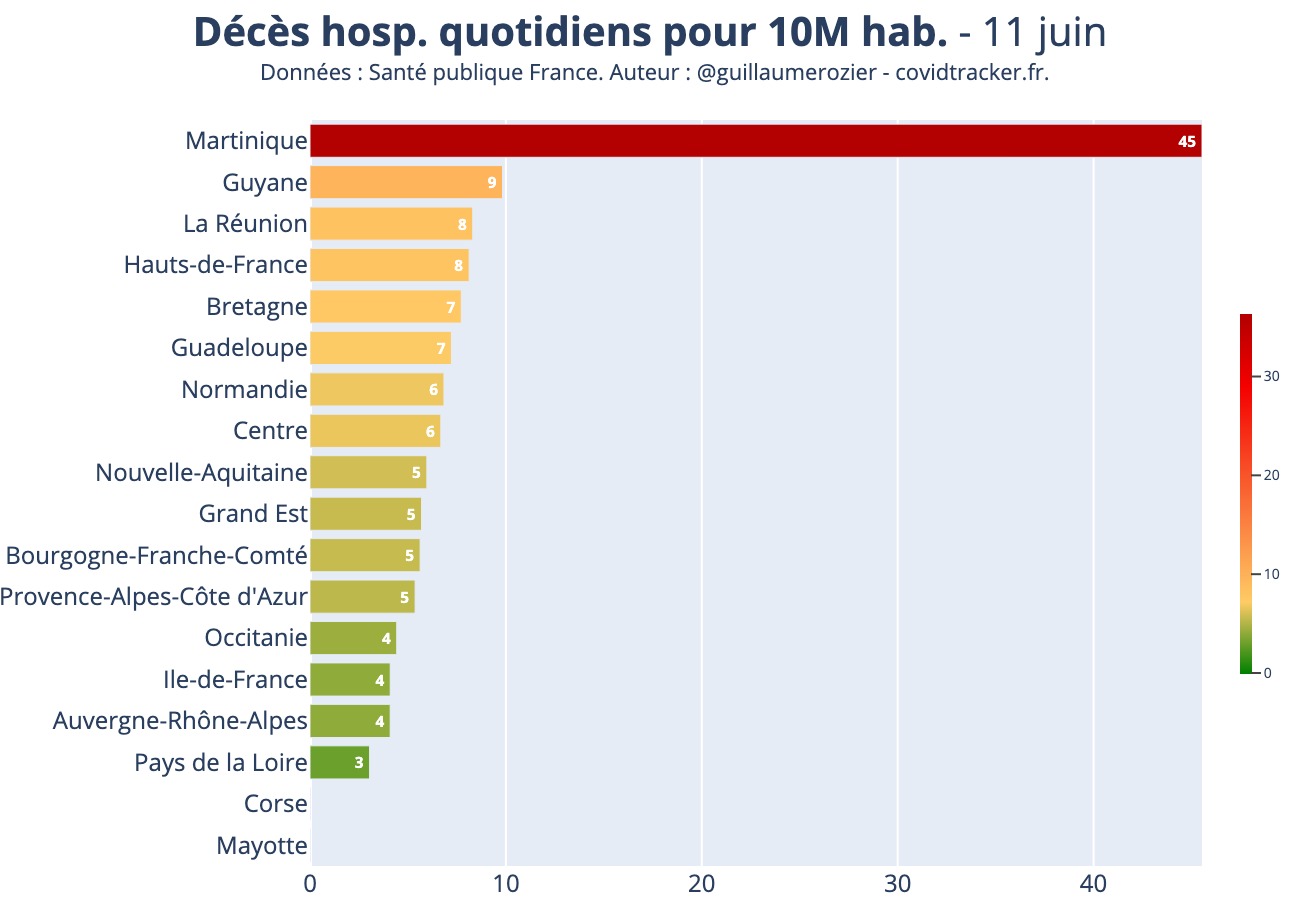 Décès hosp. quotidiens pour 10M hab. - 11 juin
Données : Santé publique France. Auteur : @guillaumerozier - covidtracker.fr.
Martinique 45
Guyane 9
La Réunion 8
Hauts-de-France 8
Bretagne 7
Guadeloupe 7
Normandie 6
Centre 6
Nouvelle-Aquitaine 5
Grand Est 5
Bourgogne-Franche-Comté 5
Provence-Alpes-Côte d'Azur 5
Occitanie 4
Ile-de-France 4
Auvergne-Rhône-Alpes 4
Pays de la Loire 3
Corse
Mayotte
0 10 20 30 40
30
20
10
0